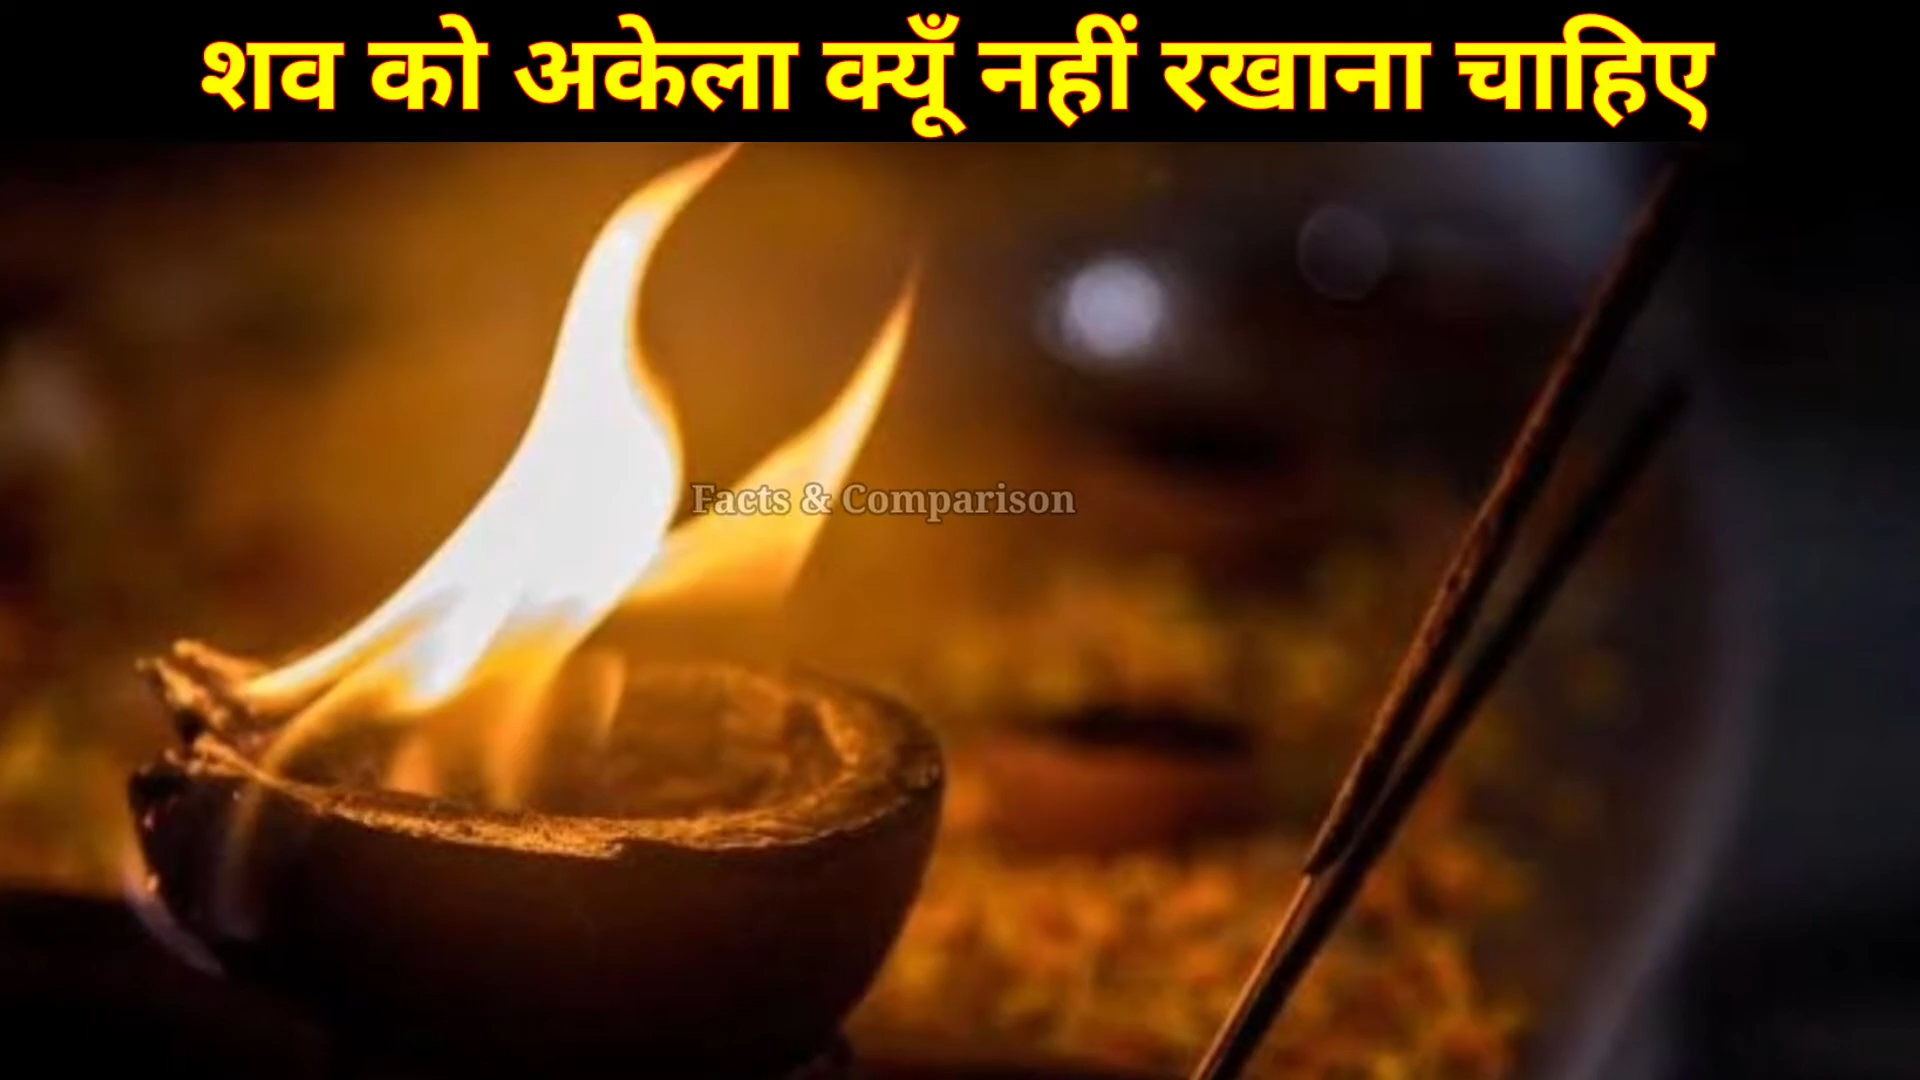 शव को अकेला क्यूँ नहीं रखाना चाहिए
Facts & Comparison